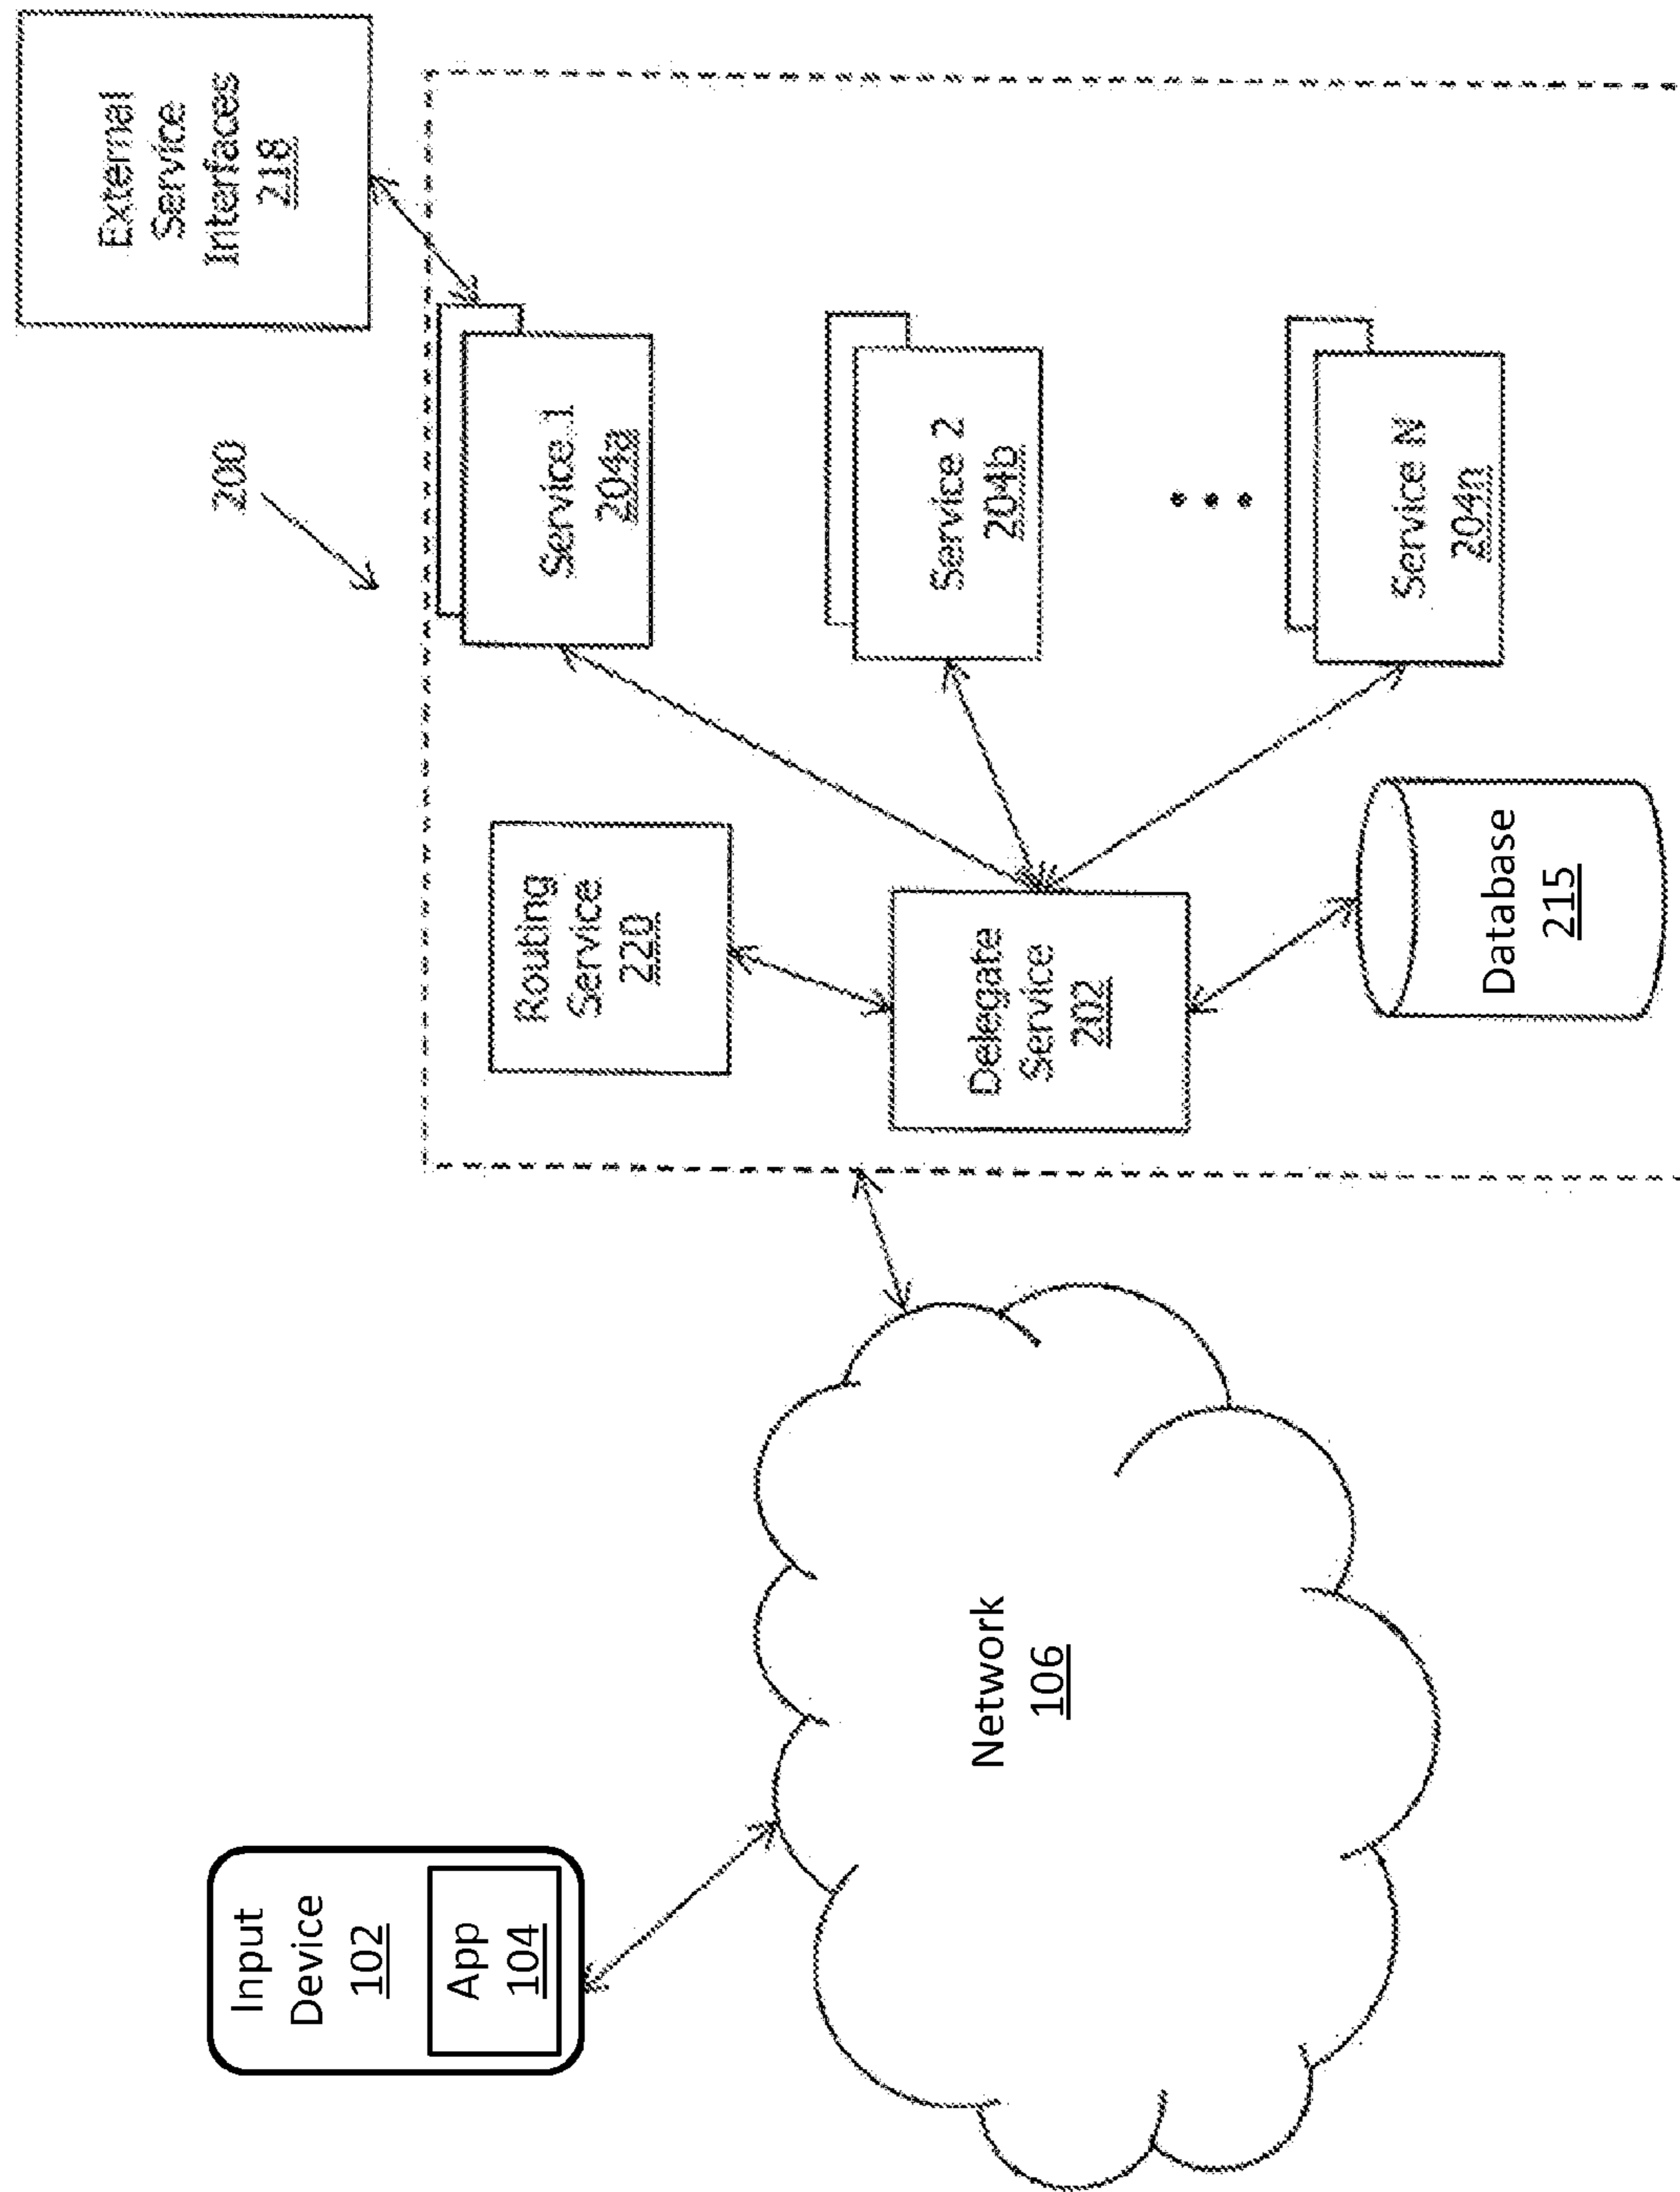 Input
Device
102
App
104
Network
106
200
Routing
Service
220
Delegate
Service
202
Database
215
Service 1
204a
Service 2
204b
Service N
204n
External
Service
Interfaces
218